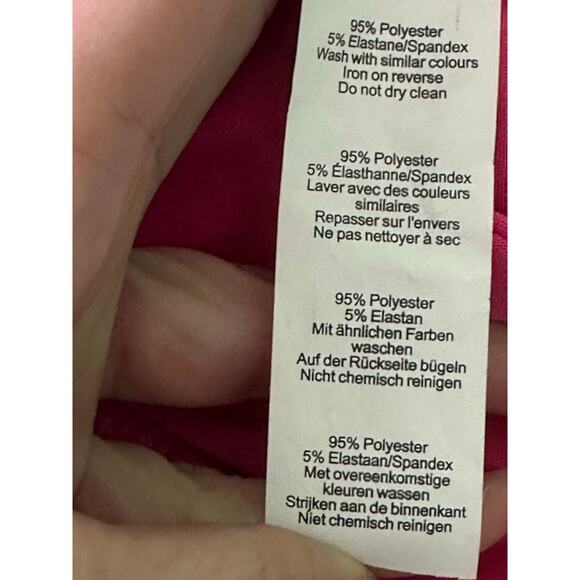 95% Polyester
5% Elastane/Spandex
Wash with similar colours
Iron on reverse
Do not dry clean
95% Polyester
5% Élasthanne/Spandex
Laver avec des couleurs
similaires
Repasser sur l'envers
Ne pas nettoyer à sec
95% Polyester
5% Elastan
Mit ähnlichen Farben
waschen
Auf der Rückseite bügeln
Nicht chemisch reinigen
95% Polyester
5% Elastaan/Spandex
Met overeenkomstige
kleuren wassen
Strijken aan de binnenkant
Niet chemisch reinigen